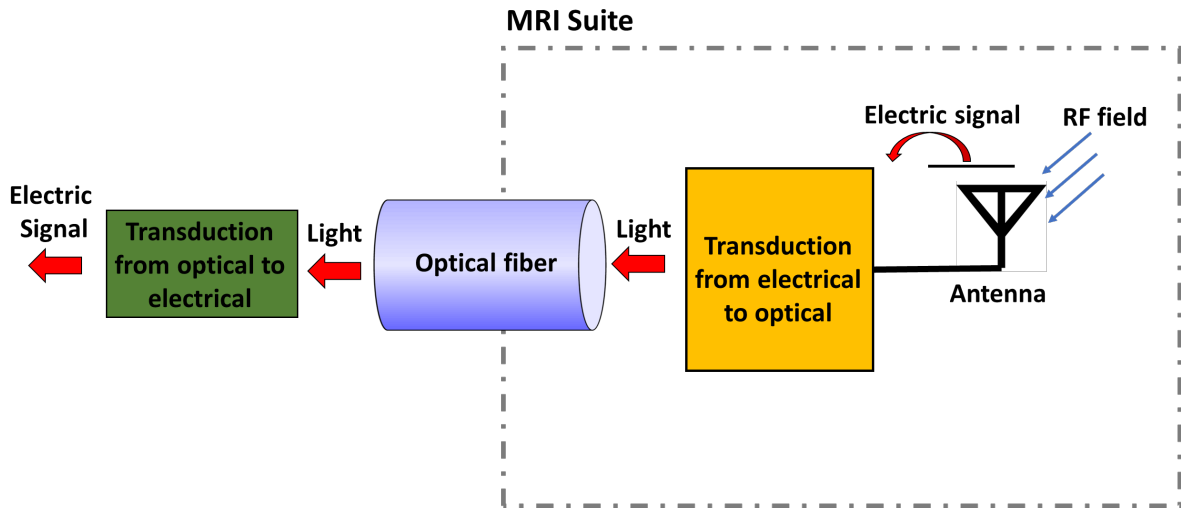 MRI Suite
Electric signal
RF field
Electric
Signal
Transduction
from optical to
electrical
Light
Optical fiber
Light
Transduction
from electrical
to optical
Antenna